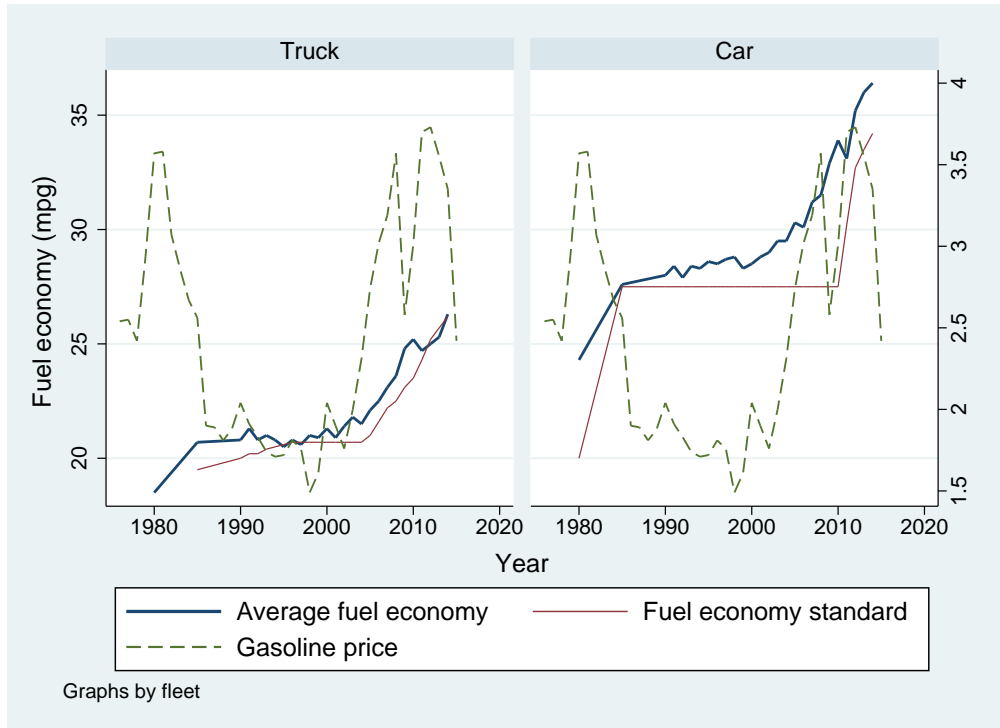 Truck
Car
Fuel economy (mpg)
35
30
25
20
4
3.5
3
2.5
2
1.5
1980 1990 2000 2010 2020
1980 1990 2000 2010 2020
Year
Average fuel economy
Fuel economy standard
Gasoline price
Graphs by fleet